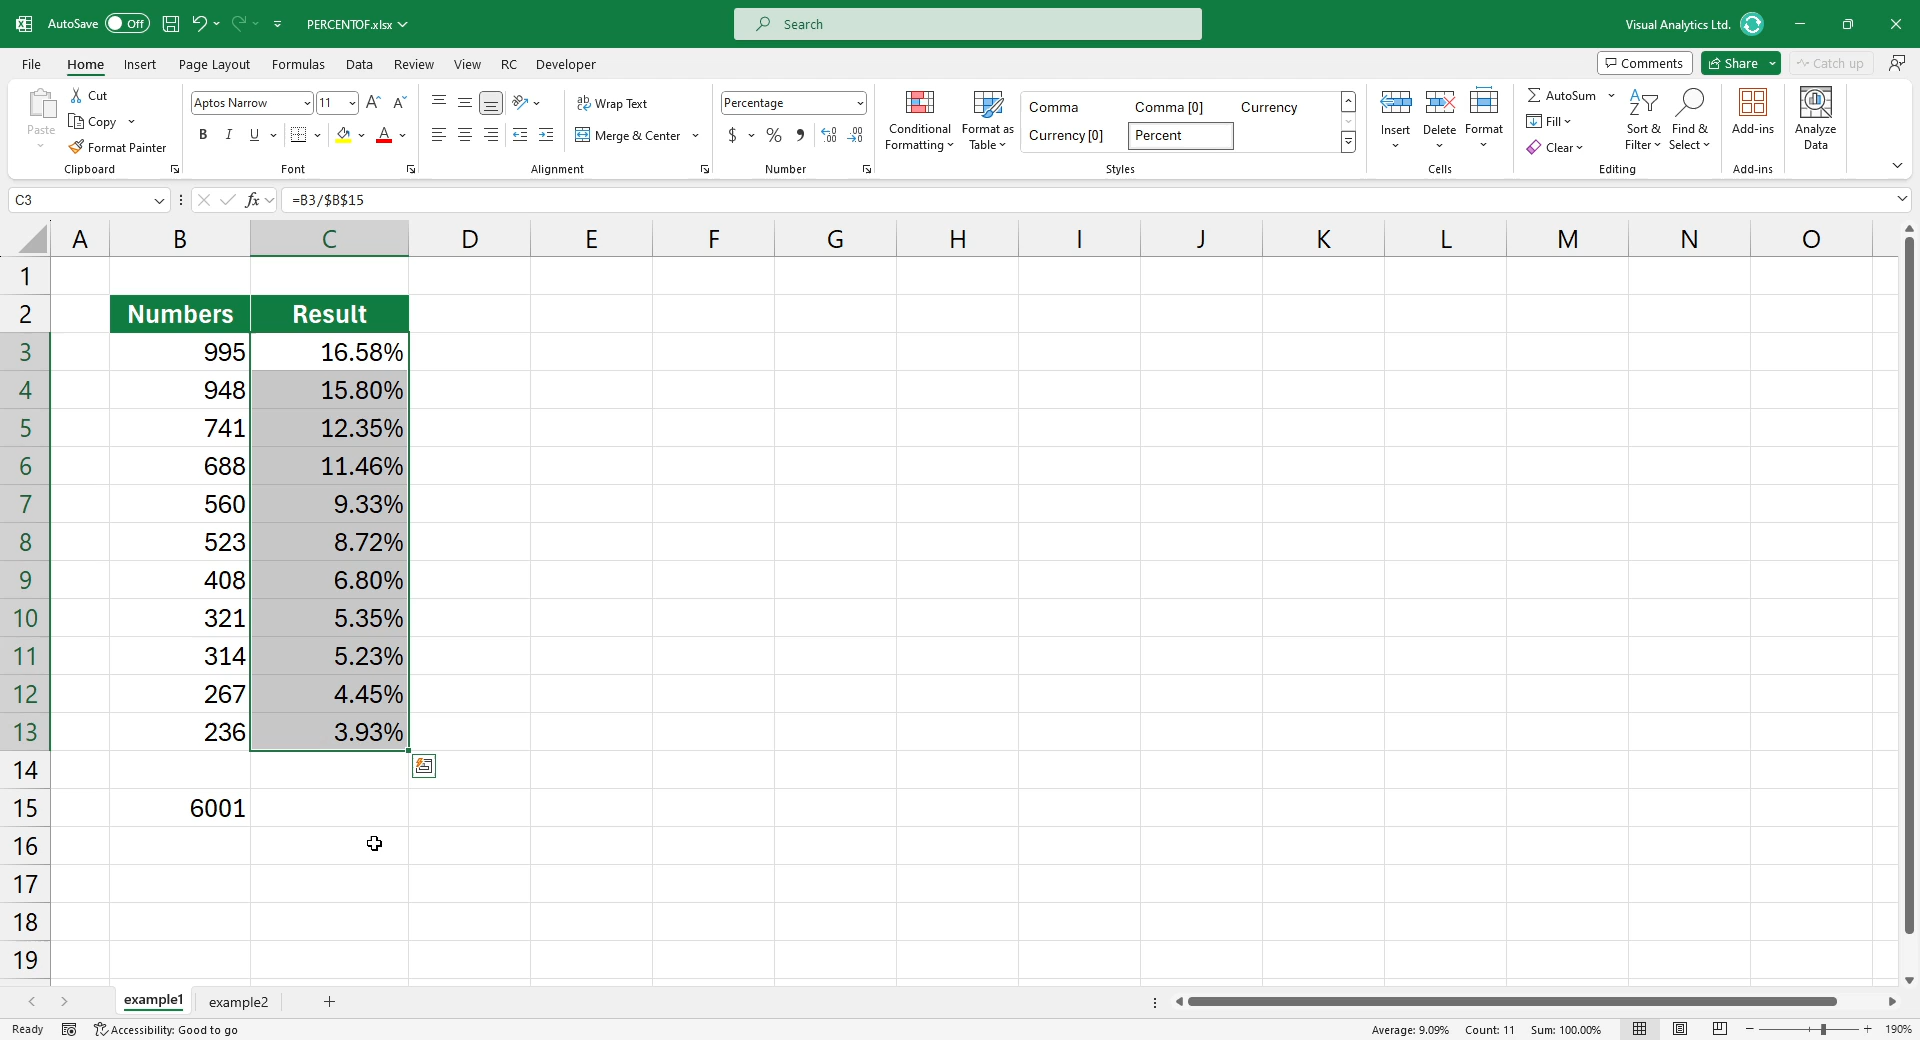 AutoSave Off PERCENTOF.xlsx Search Visual Analytics Ltd.
File Home Insert Page Layout Formulas Data Review View RC Developer Comments Share Catch up
Paste Cut Copy Format Painter Clipboard
Aptos Narrow 11 A A B I U A Font
ab Wrap Text Merge & Center Alignment
Percentage $ % , Number
Conditional Formatting Format as Table Comma Comma [0] Currency Currency [0] Percent Styles
Insert Delete Format Cells
AutoSum Fill Clear Sort & Filter Find & Select Editing
Add-ins Add-ins
Analyze Data
C3 fx =B3/$B$15
A B C D E F G H I J K L M N O
1
2 Numbers Result
3 995 16.58%
4 948 15.80%
5 741 12.35%
6 688 11.46%
7 560 9.33%
8 523 8.72%
9 408 6.80%
10 321 5.35%
11 314 5.23%
12 267 4.45%
13 236 3.93%
14
15 6001
16
17
18
19
example1 example2 +
Ready Accessibility: Good to go Average: 9.09% Count: 11 Sum: 100.00% 190%